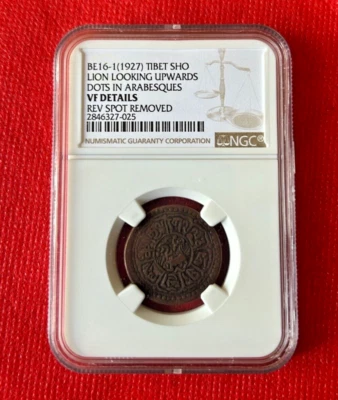 BE16-1(1927) TIBET SHO
LION LOOKING UPWARDS
DOTS IN ARABESQUES
VF DETAILS
REV SPOT REMOVED
2846327-025
NUMISMATIC GUARANTY CORPORATION
NGC®